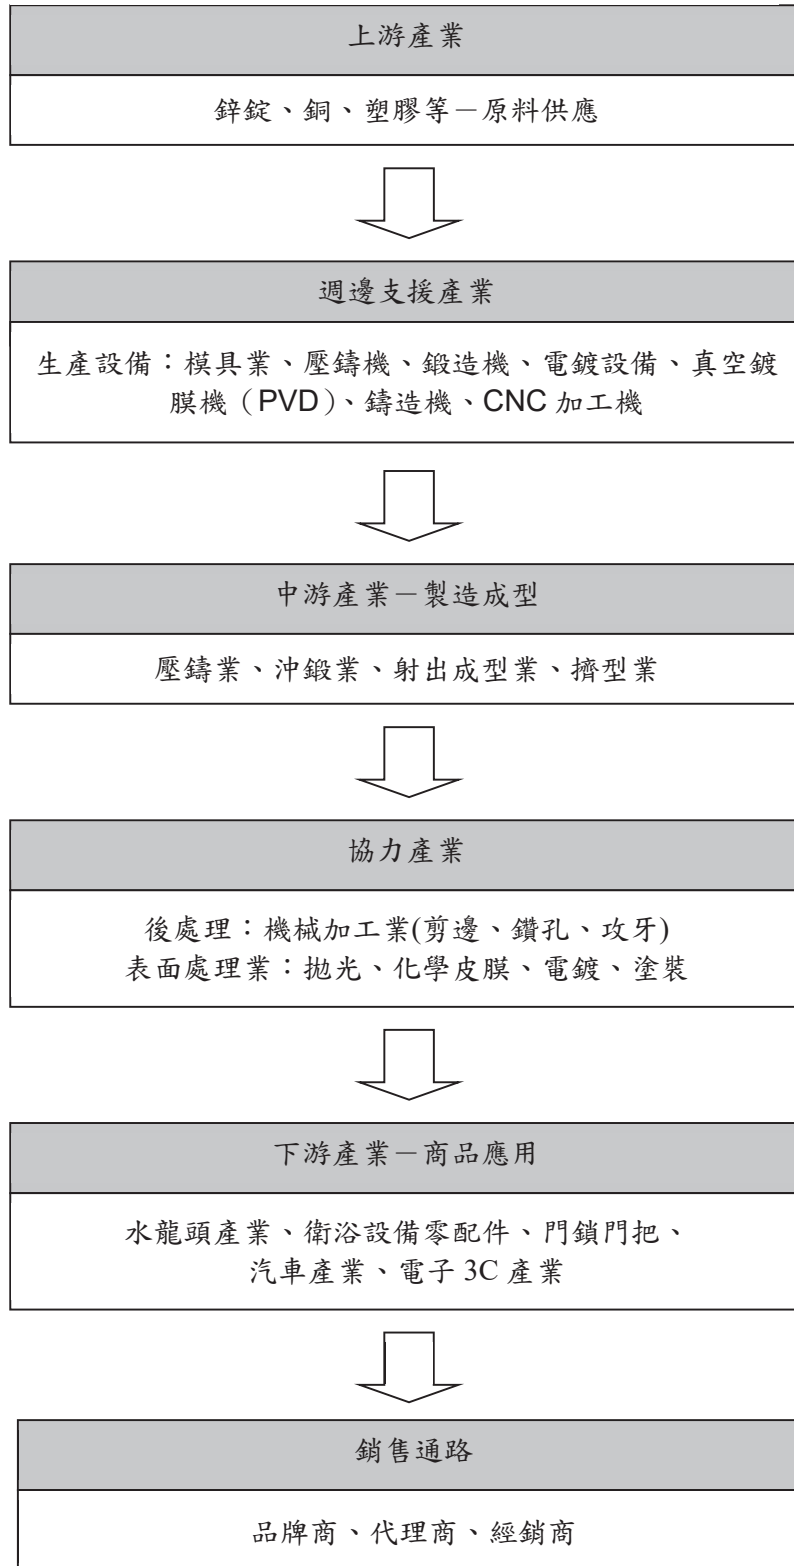 上游產業
鋅錠、銅、塑膠等－原料供應
週邊支援產業
生產設備：模具業、壓鑄機、鍛造機、電鍍設備、真空鍍
膜機（PVD）、鑄造機、CNC 加工機
中游產業－製造成型
壓鑄業、沖鍛業、射出成型業、擠型業
協力產業
後處理：機械加工業(剪邊、鑽孔、攻牙)
表面處理業：拋光、化學皮膜、電鍍、塗裝
下游產業－商品應用
水龍頭產業、衛浴設備零配件、門鎖門把、
汽車產業、電子 3C 產業
銷售通路
品牌商、代理商、經銷商